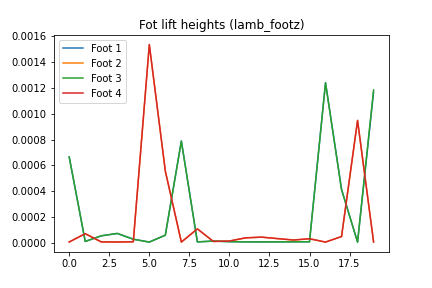 Fot lift heights (lamb_footz)
0.0016
0.0014
0.0012
0.0010
0.0008
0.0006
0.0004
0.0002
0.0000
Foot 1
Foot 2
Foot 3
Foot 4
0.0 2.5 5.0 7.5 10.0 12.5 15.0 17.5